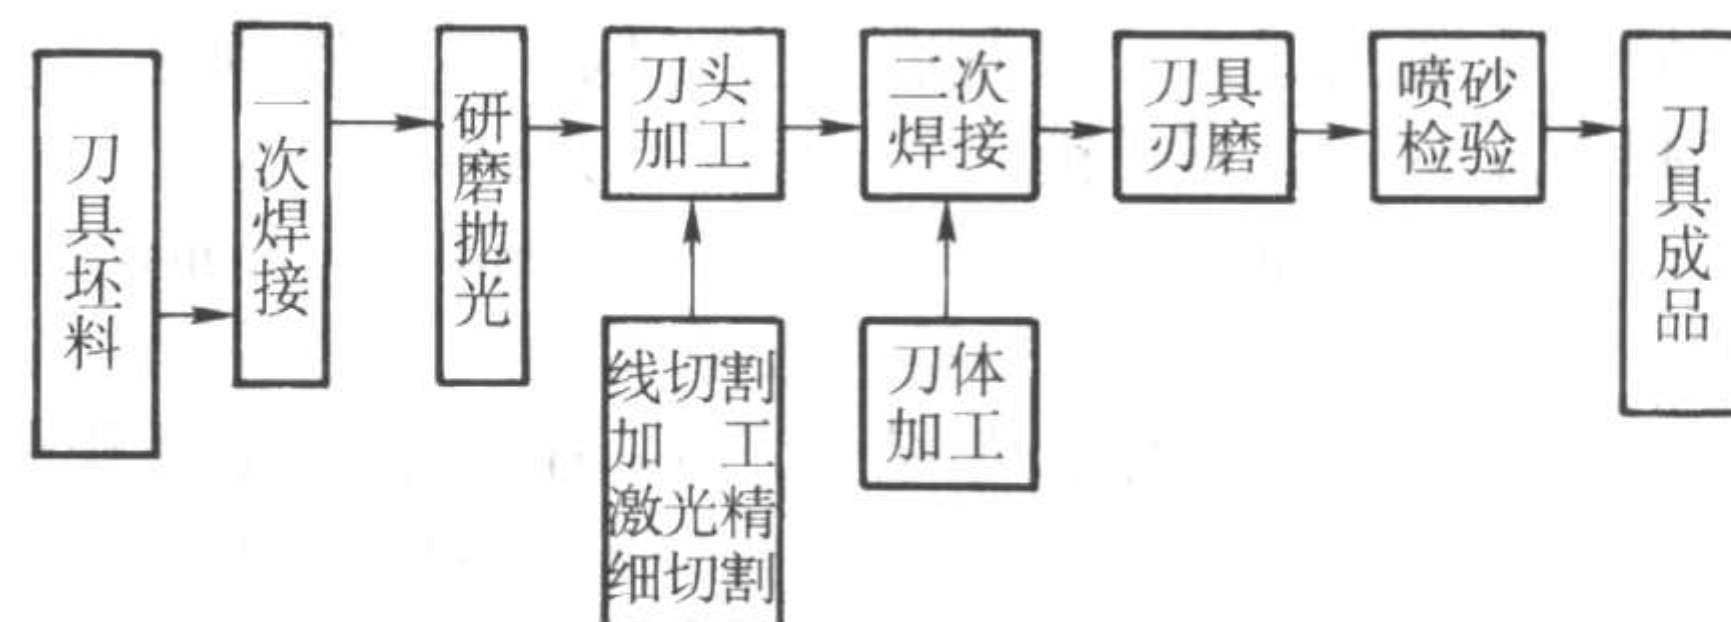 刀具坯料
一次焊接
研磨抛光
刀头
加工
二次
焊接
刀具
刃磨
喷砂
检验
刀具成品
线切割
加 工
激光精
细切割
刀体
加工